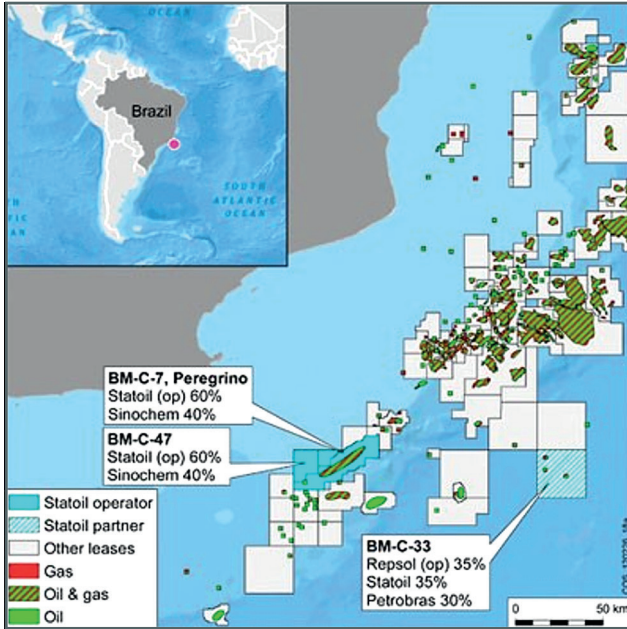 Brazil
SOUTH
ATLANTIC
OCEAN
BM-C-7, Peregrino
Statoil (op) 60%
Sinochem 40%
BM-C-47
Statoil (op) 60%
Sinochem 40%
BM-C-33
Repsol (op) 35%
Statoil 35%
Petrobras 30%
Statoil operator
Statoil partner
Other leases
Gas
Oil & gas
Oil
0
50 km